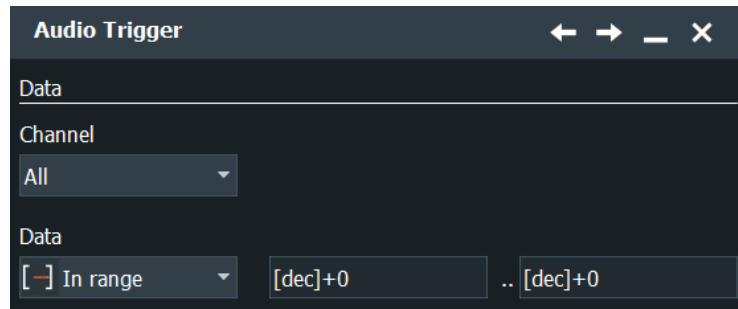 Audio Trigger
Data
Channel
All
Data
In range [dec]+0 .. [dec]+0